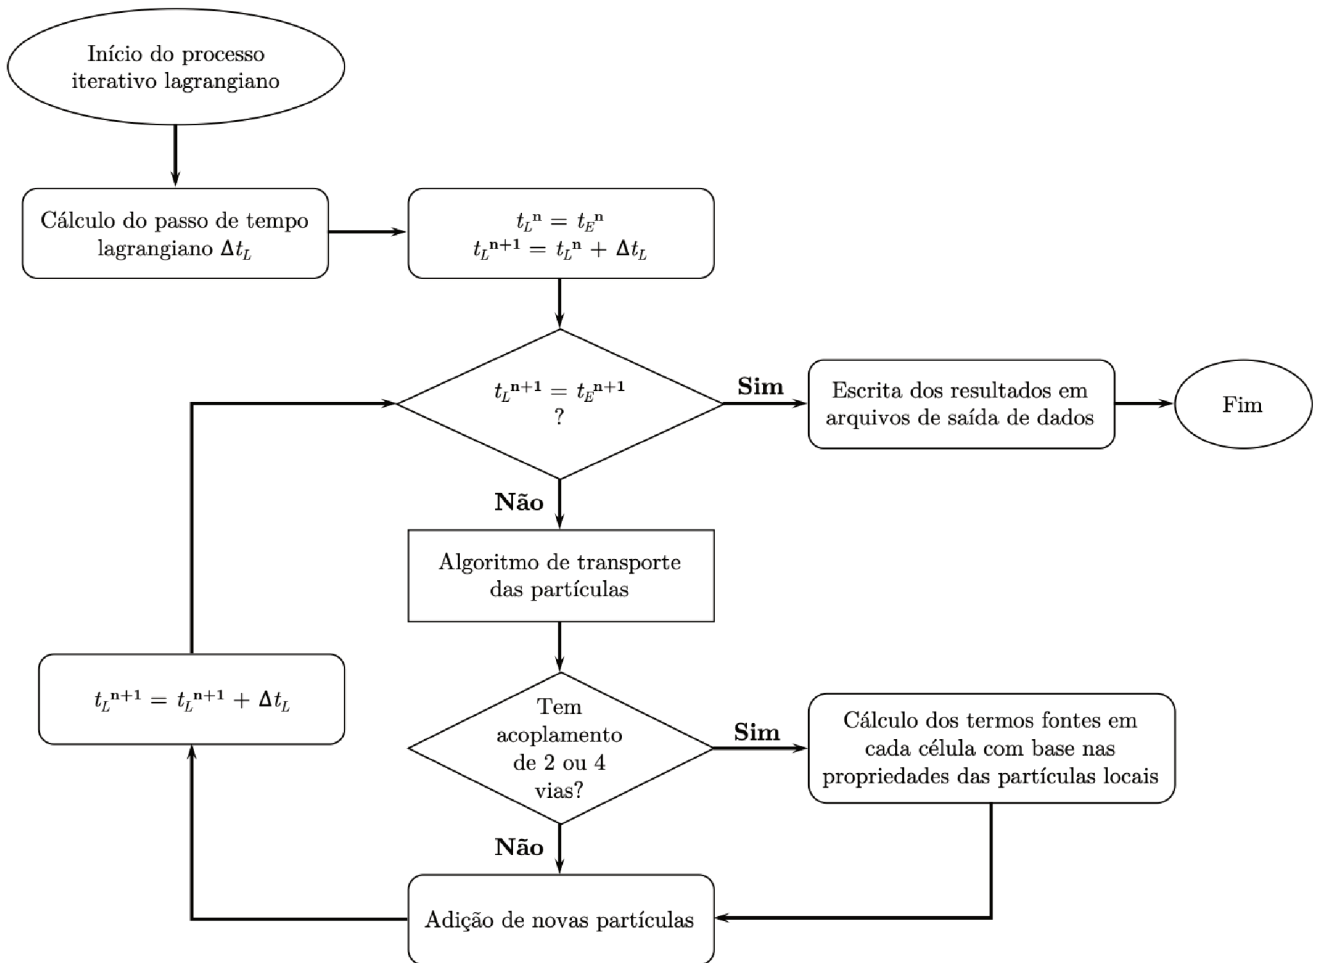 Início do processo
iterativo lagrangiano
Cálculo do passo de tempo
lagrangiano Δt_L
t_L^n = t_E^n
t_L^{n+1} = t_L^n + Δt_L
t_L^{n+1} = t_E^{n+1}
?
Sim
Escrita dos resultados em
arquivos de saída de dados
Fim
Não
Algoritmo de transporte
das partículas
t_L^{n+1} = t_L^{n+1} + Δt_L
Tem
acoplamento
de 2 ou 4
vias?
Sim
Cálculo dos termos fontes em
cada célula com base nas
propriedades das partículas locais
Não
Adição de novas partículas